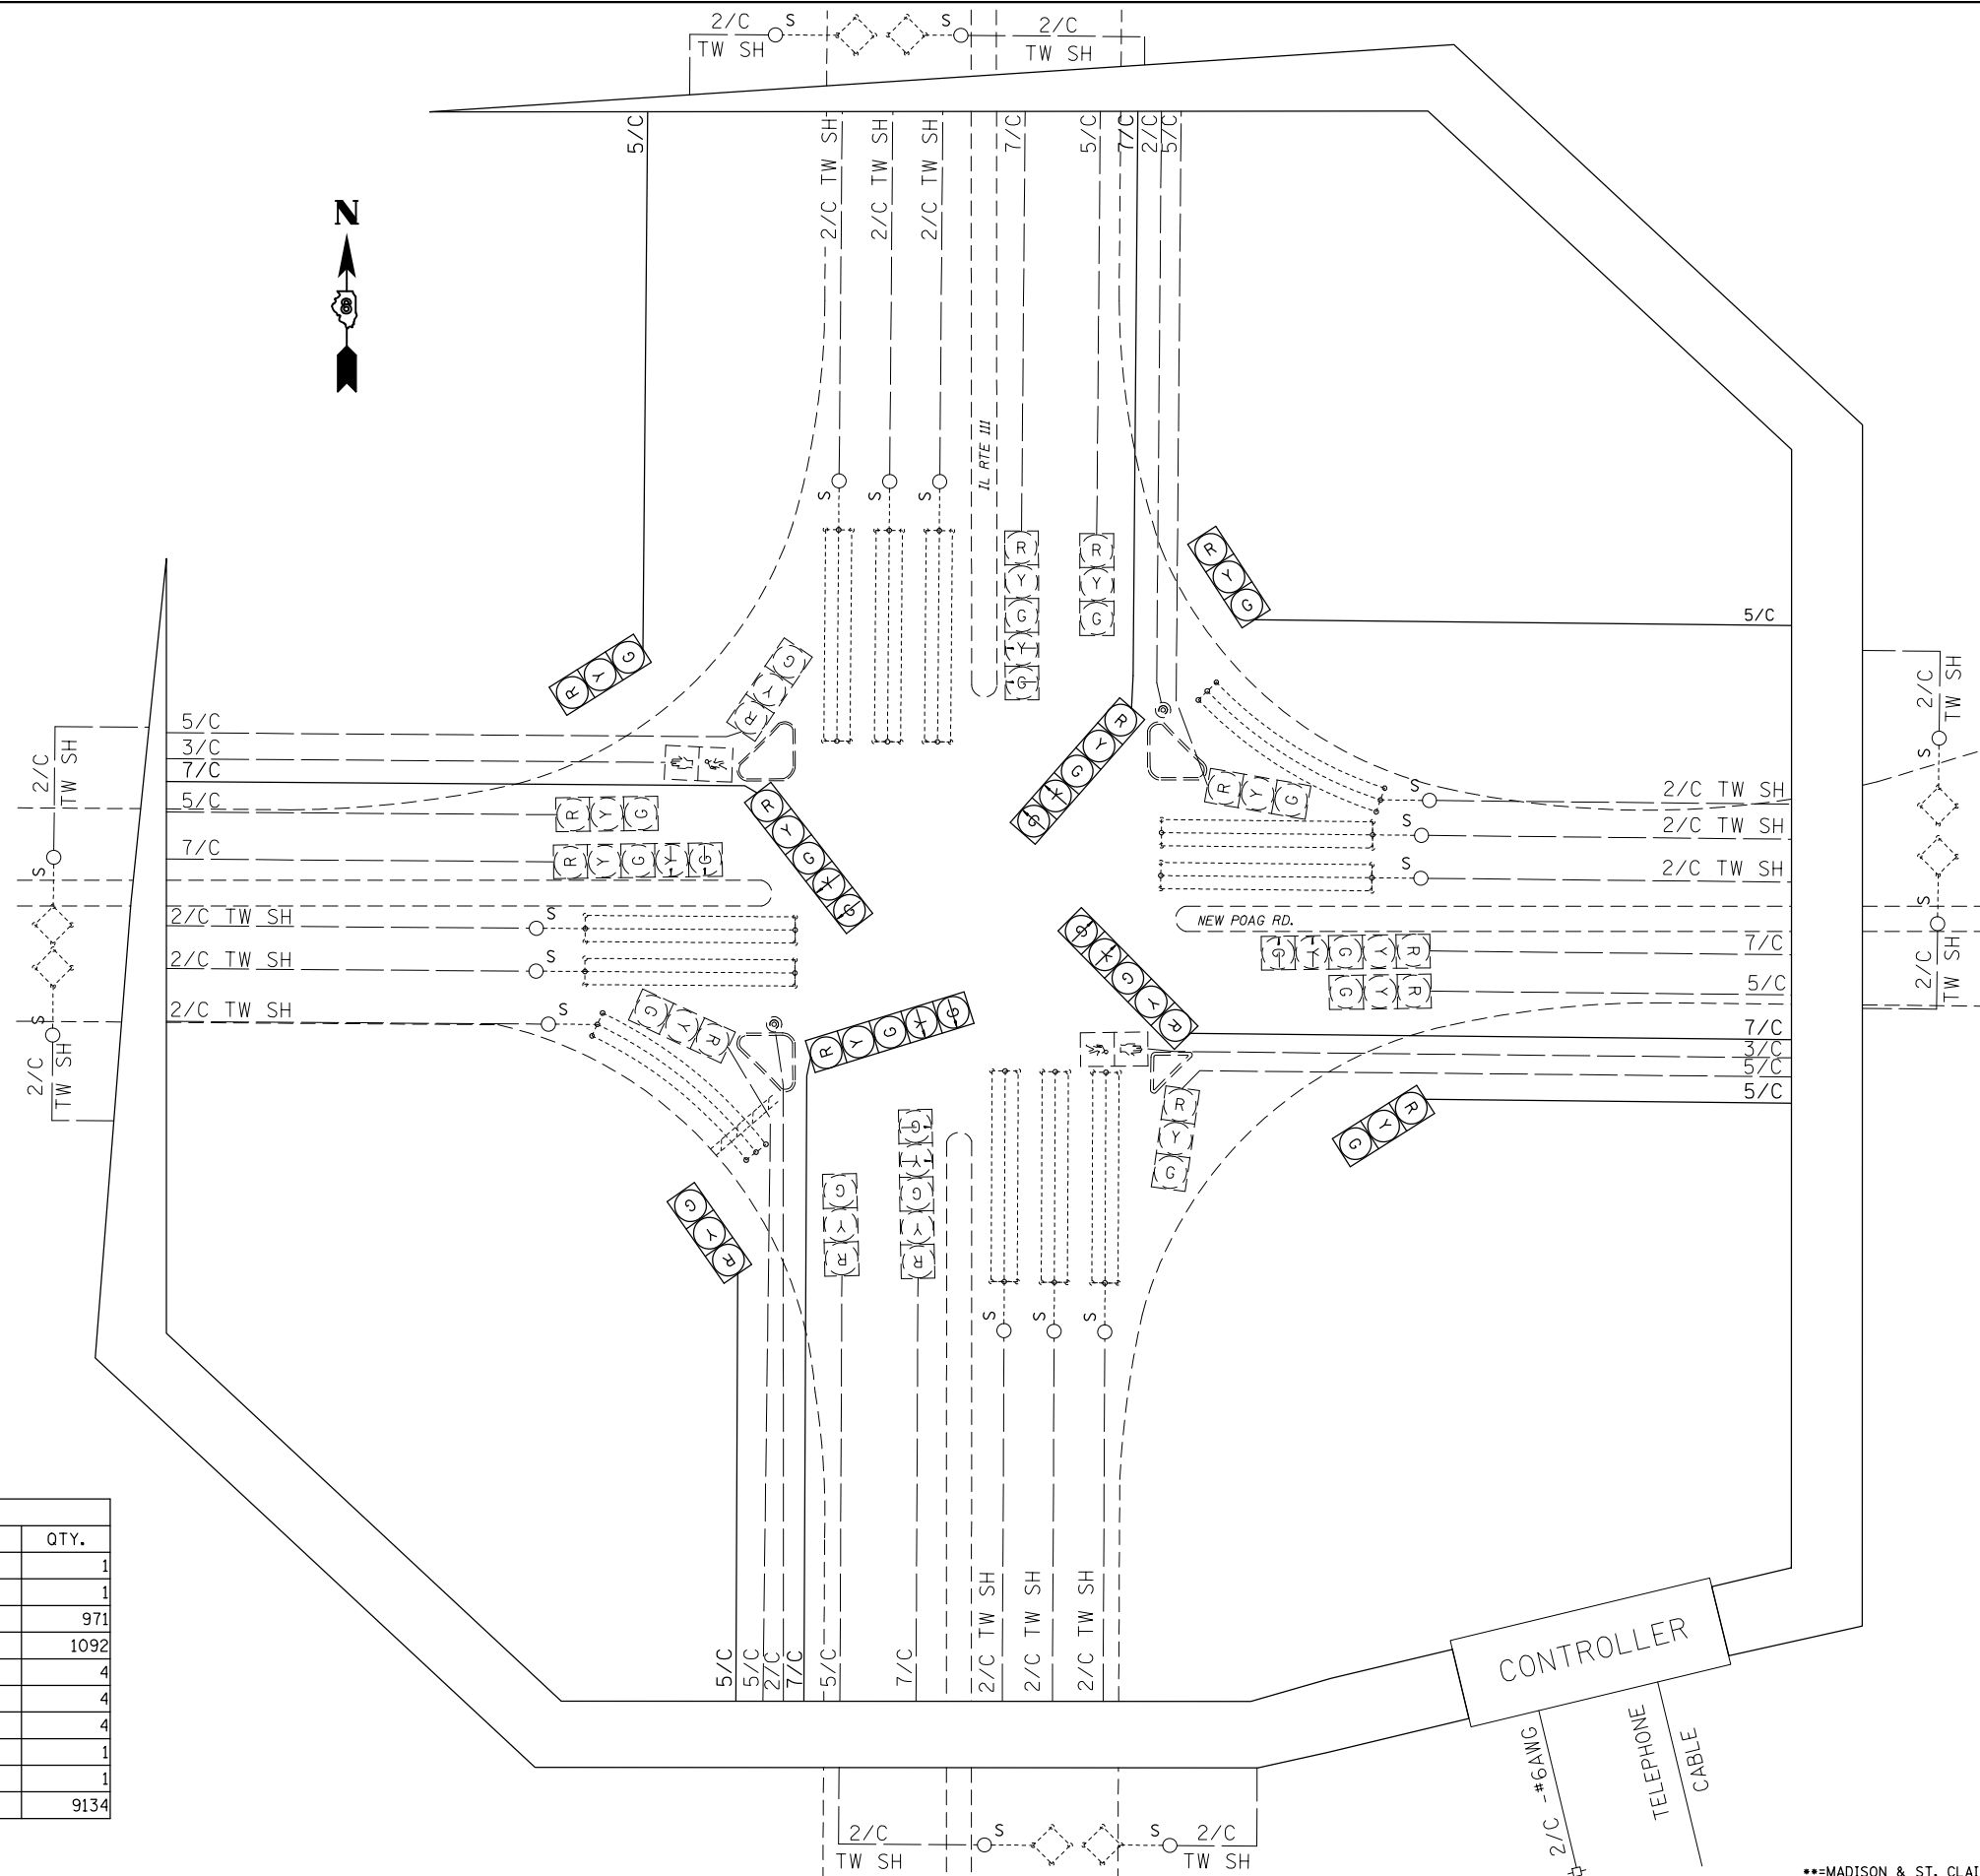 2/C S S 2/C
TW SH TW SH
5/C 2/C TW SH 2/C TW SH 2/C TW SH 7/C 5/C 7/C 2/C 5/C
N
8
IL RTE 111
S S S
R Y G Y G
R Y G
R Y G
5/C
R Y G
R Y G
5/C
3/C
7/C
5/C
7/C
2/C
TW SH
S
R Y G
R Y G Y G
R Y G Y G
R Y G Y G
R Y G
S 2/C TW SH
S 2/C TW SH
S 2/C TW SH
2/C
TW SH
S
S
2/C
TW SH
NEW POAG RD.
2/C TW SH S
2/C TW SH S
2/C TW SH S
S
2/C
TW SH
G Y G Y R
7/C
G Y R
5/C
G Y G Y R
7/C
3/C
5/C
5/C
G Y R
R Y G Y G
R Y G
G Y R
G Y G Y R
G Y R
G Y R
S S S
5/C 5/C 2/C 7/C 5/C 7/C 2/C TW SH 2/C TW SH 2/C TW SH
QTY.
1
1
971
1092
4
4
4
1
1
9134
CONTROLLER
2/C -#6AWG
TELEPHONE
CABLE
2/C S S 2/C
TW SH TW SH
**=MADISON & ST. CLAI